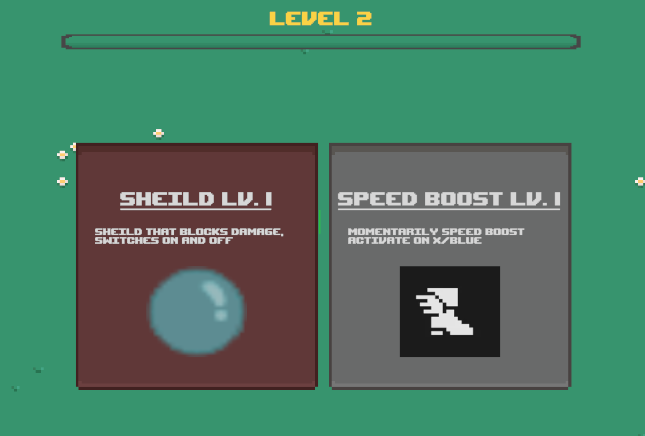 LEVEL 2
SHEILD LV. 1
SHEILD THAT BLOCKS DAMAGE,
SWITCHES ON AND OFF
SPEED BOOST LV. 1
MOMENTARILY SPEED BOOST
ACTIVATE ON X/BLUE